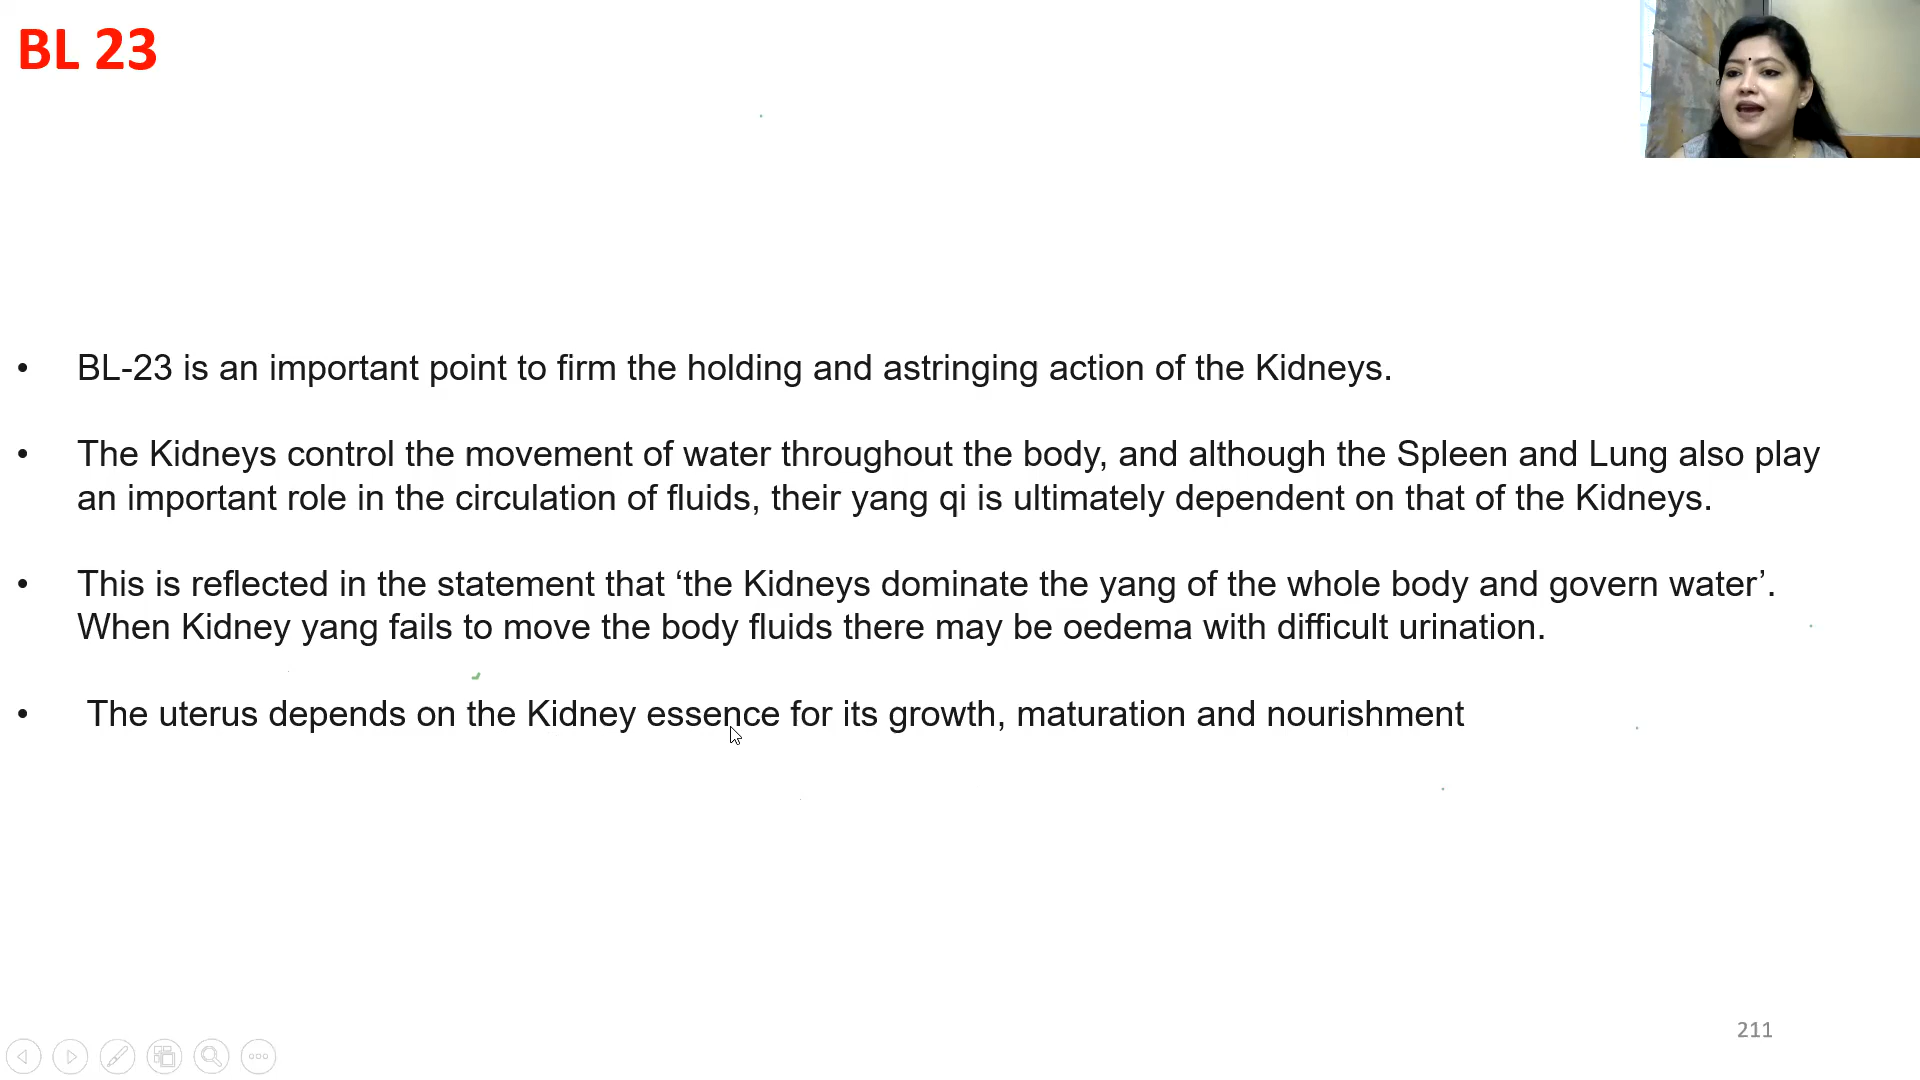 BL 23
• BL-23 is an important point to firm the holding and astringing action of the Kidneys.
• The Kidneys control the movement of water throughout the body, and although the Spleen and Lung also play
an important role in the circulation of fluids, their yang qi is ultimately dependent on that of the Kidneys.
• This is reflected in the statement that ‘the Kidneys dominate the yang of the whole body and govern water’.
When Kidney yang fails to move the body fluids there may be oedema with difficult urination.
• The uterus depends on the Kidney essence for its growth, maturation and nourishment
211